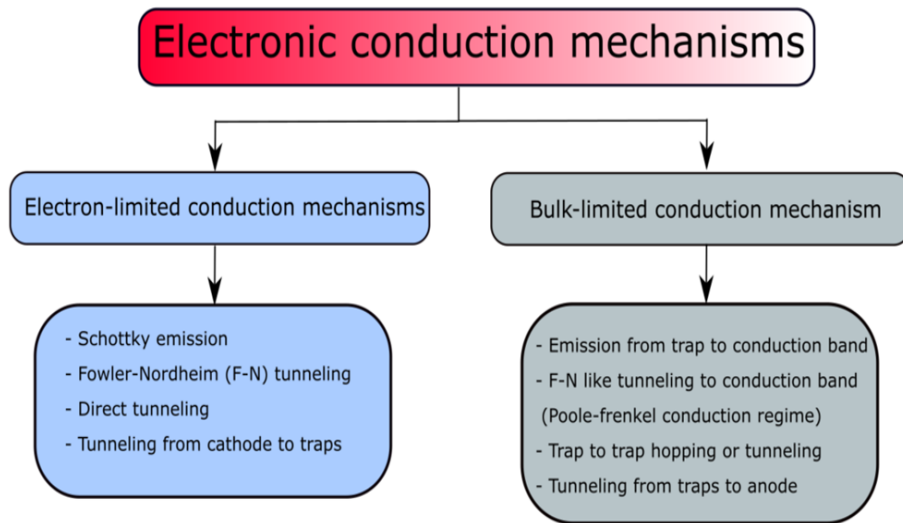 Electronic conduction mechanisms
Electron-limited conduction mechanisms
Bulk-limited conduction mechanism
- Schottky emission
- Fowler-Nordheim (F-N) tunneling
- Direct tunneling
- Tunneling from cathode to traps
- Emission from trap to conduction band
- F-N like tunneling to conduction band
(Poole-frenkel conduction regime)
- Trap to trap hopping or tunneling
- Tunneling from traps to anode